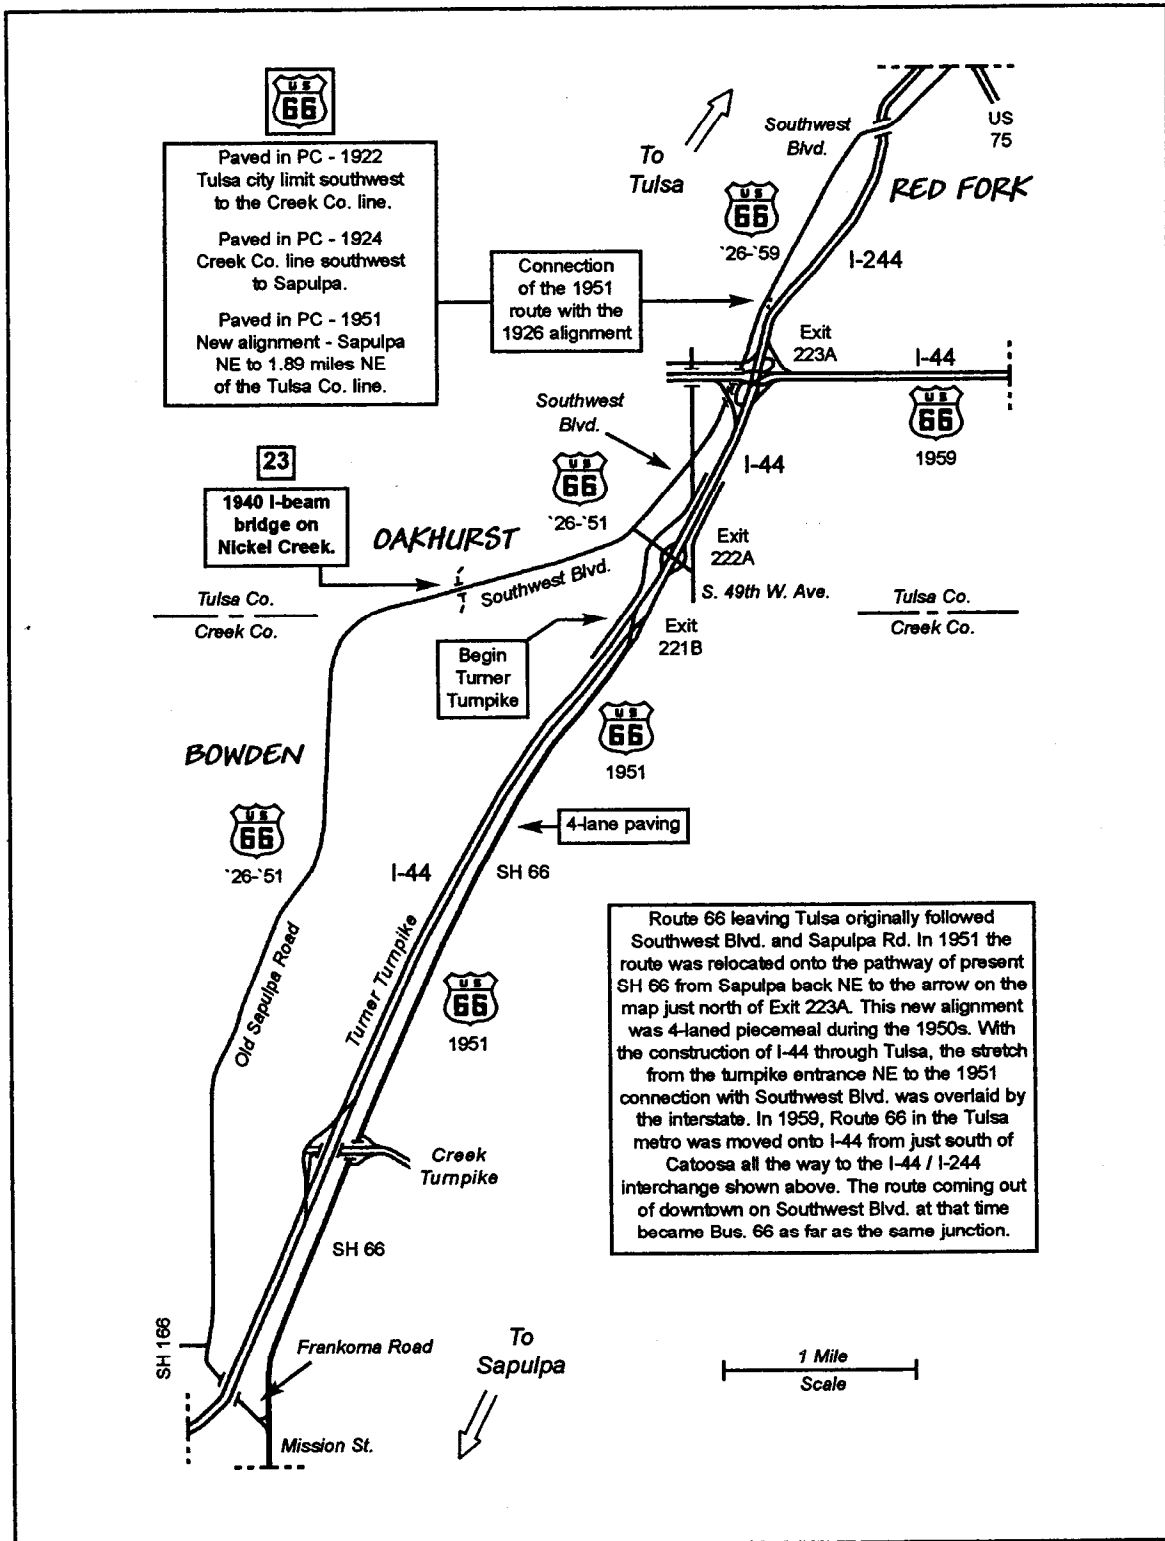 US
66
Paved in PC - 1922
Tulsa city limit southwest
to the Creek Co. line.
Paved in PC - 1924
Creek Co. line southwest
to Sapulpa.
Paved in PC - 1951
New alignment - Sapulpa
NE to 1.89 miles NE
of the Tulsa Co. line.
To
Tulsa
Southwest
Blvd.
US
75
RED FORK
US
66
'26-'59
I-244
Connection
of the 1951
route with the
1926 alignment
Exit
223A
I-44
US
66
1959
Southwest
Blvd.
I-44
US
66
'26-'51
23
1940 I-beam
bridge on
Nickel Creek.
OAKHURST
Southwest Blvd.
Exit
222A
S. 49th W. Ave.
Tulsa Co.
Creek Co.
Tulsa Co.
Creek Co.
Exit
221B
Begin
Turner
Turnpike
US
66
1951
BOWDEN
US
66
'26-'51
4-lane paving
I-44
SH 66
Old Sapulpa Road
Turner Turnpike
US
66
1951
Route 66 leaving Tulsa originally followed
Southwest Blvd. and Sapulpa Rd. In 1951 the
route was relocated onto the pathway of present
SH 66 from Sapulpa back NE to the arrow on the
map just north of Exit 223A. This new alignment
was 4-laned piecemeal during the 1950s. With
the construction of I-44 through Tulsa, the stretch
from the turnpike entrance NE to the 1951
connection with Southwest Blvd. was overlaid by
the interstate. In 1959, Route 66 in the Tulsa
metro was moved onto I-44 from just south of
Catoosa all the way to the I-44 / I-244
interchange shown above. The route coming out
of downtown on Southwest Blvd. at that time
became Bus. 66 as far as the same junction.
Creek
Turnpike
SH 66
SH 166
Frankoma Road
To
Sapulpa
1 Mile
Scale
Mission St.